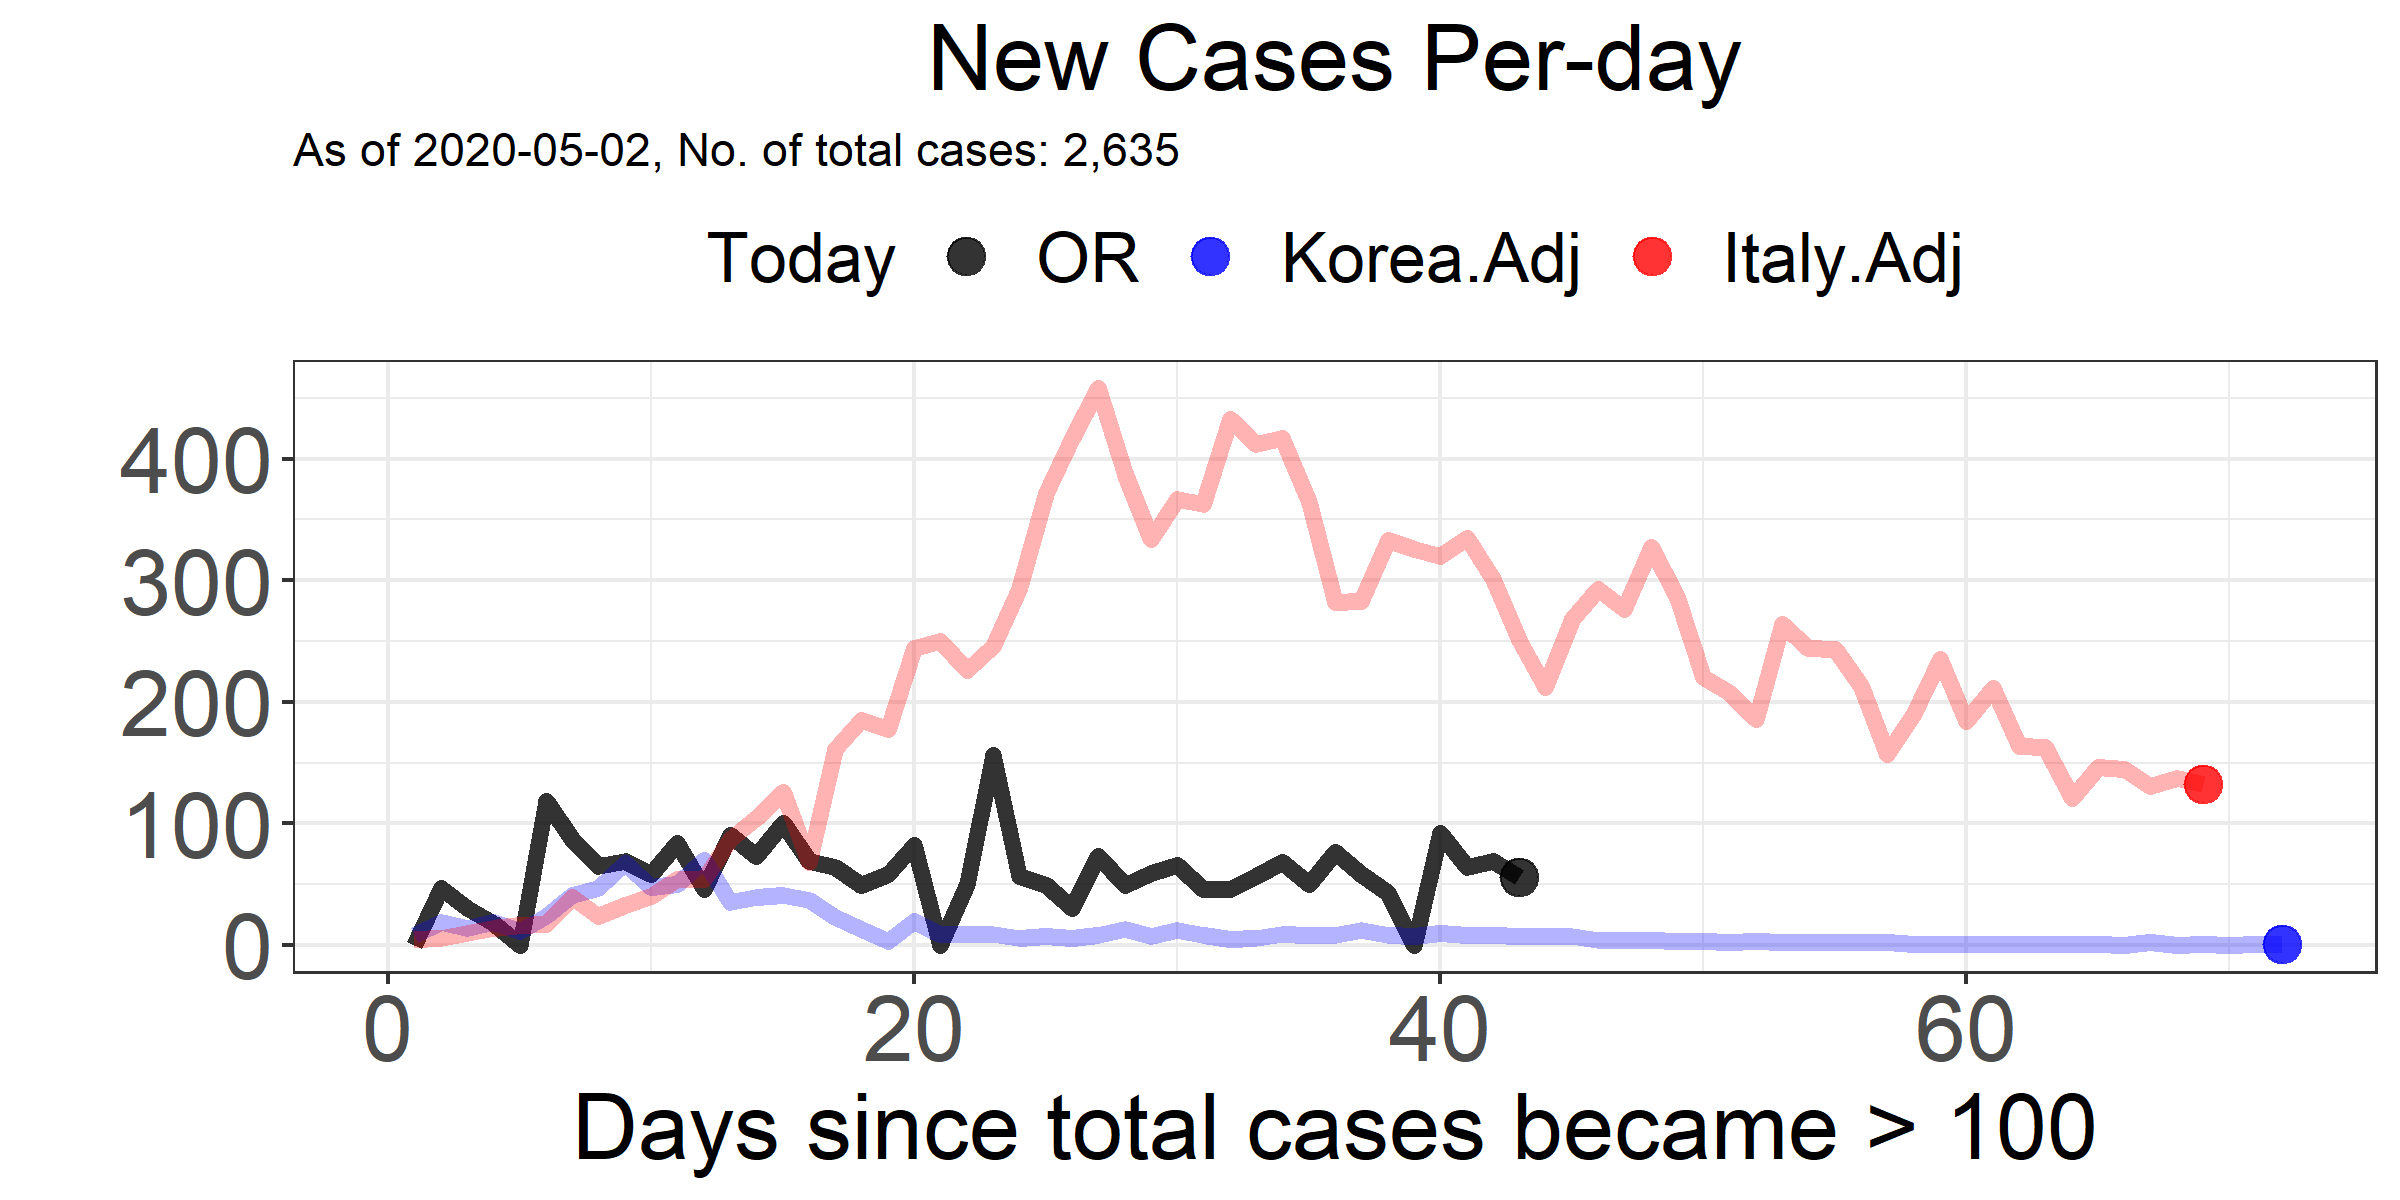 New Cases Per-day
As of 2020-05-02, No. of total cases: 2,635
Today OR Korea.Adj Italy.Adj
400
300
200
100
0
0 20 40 60
Days since total cases became > 100